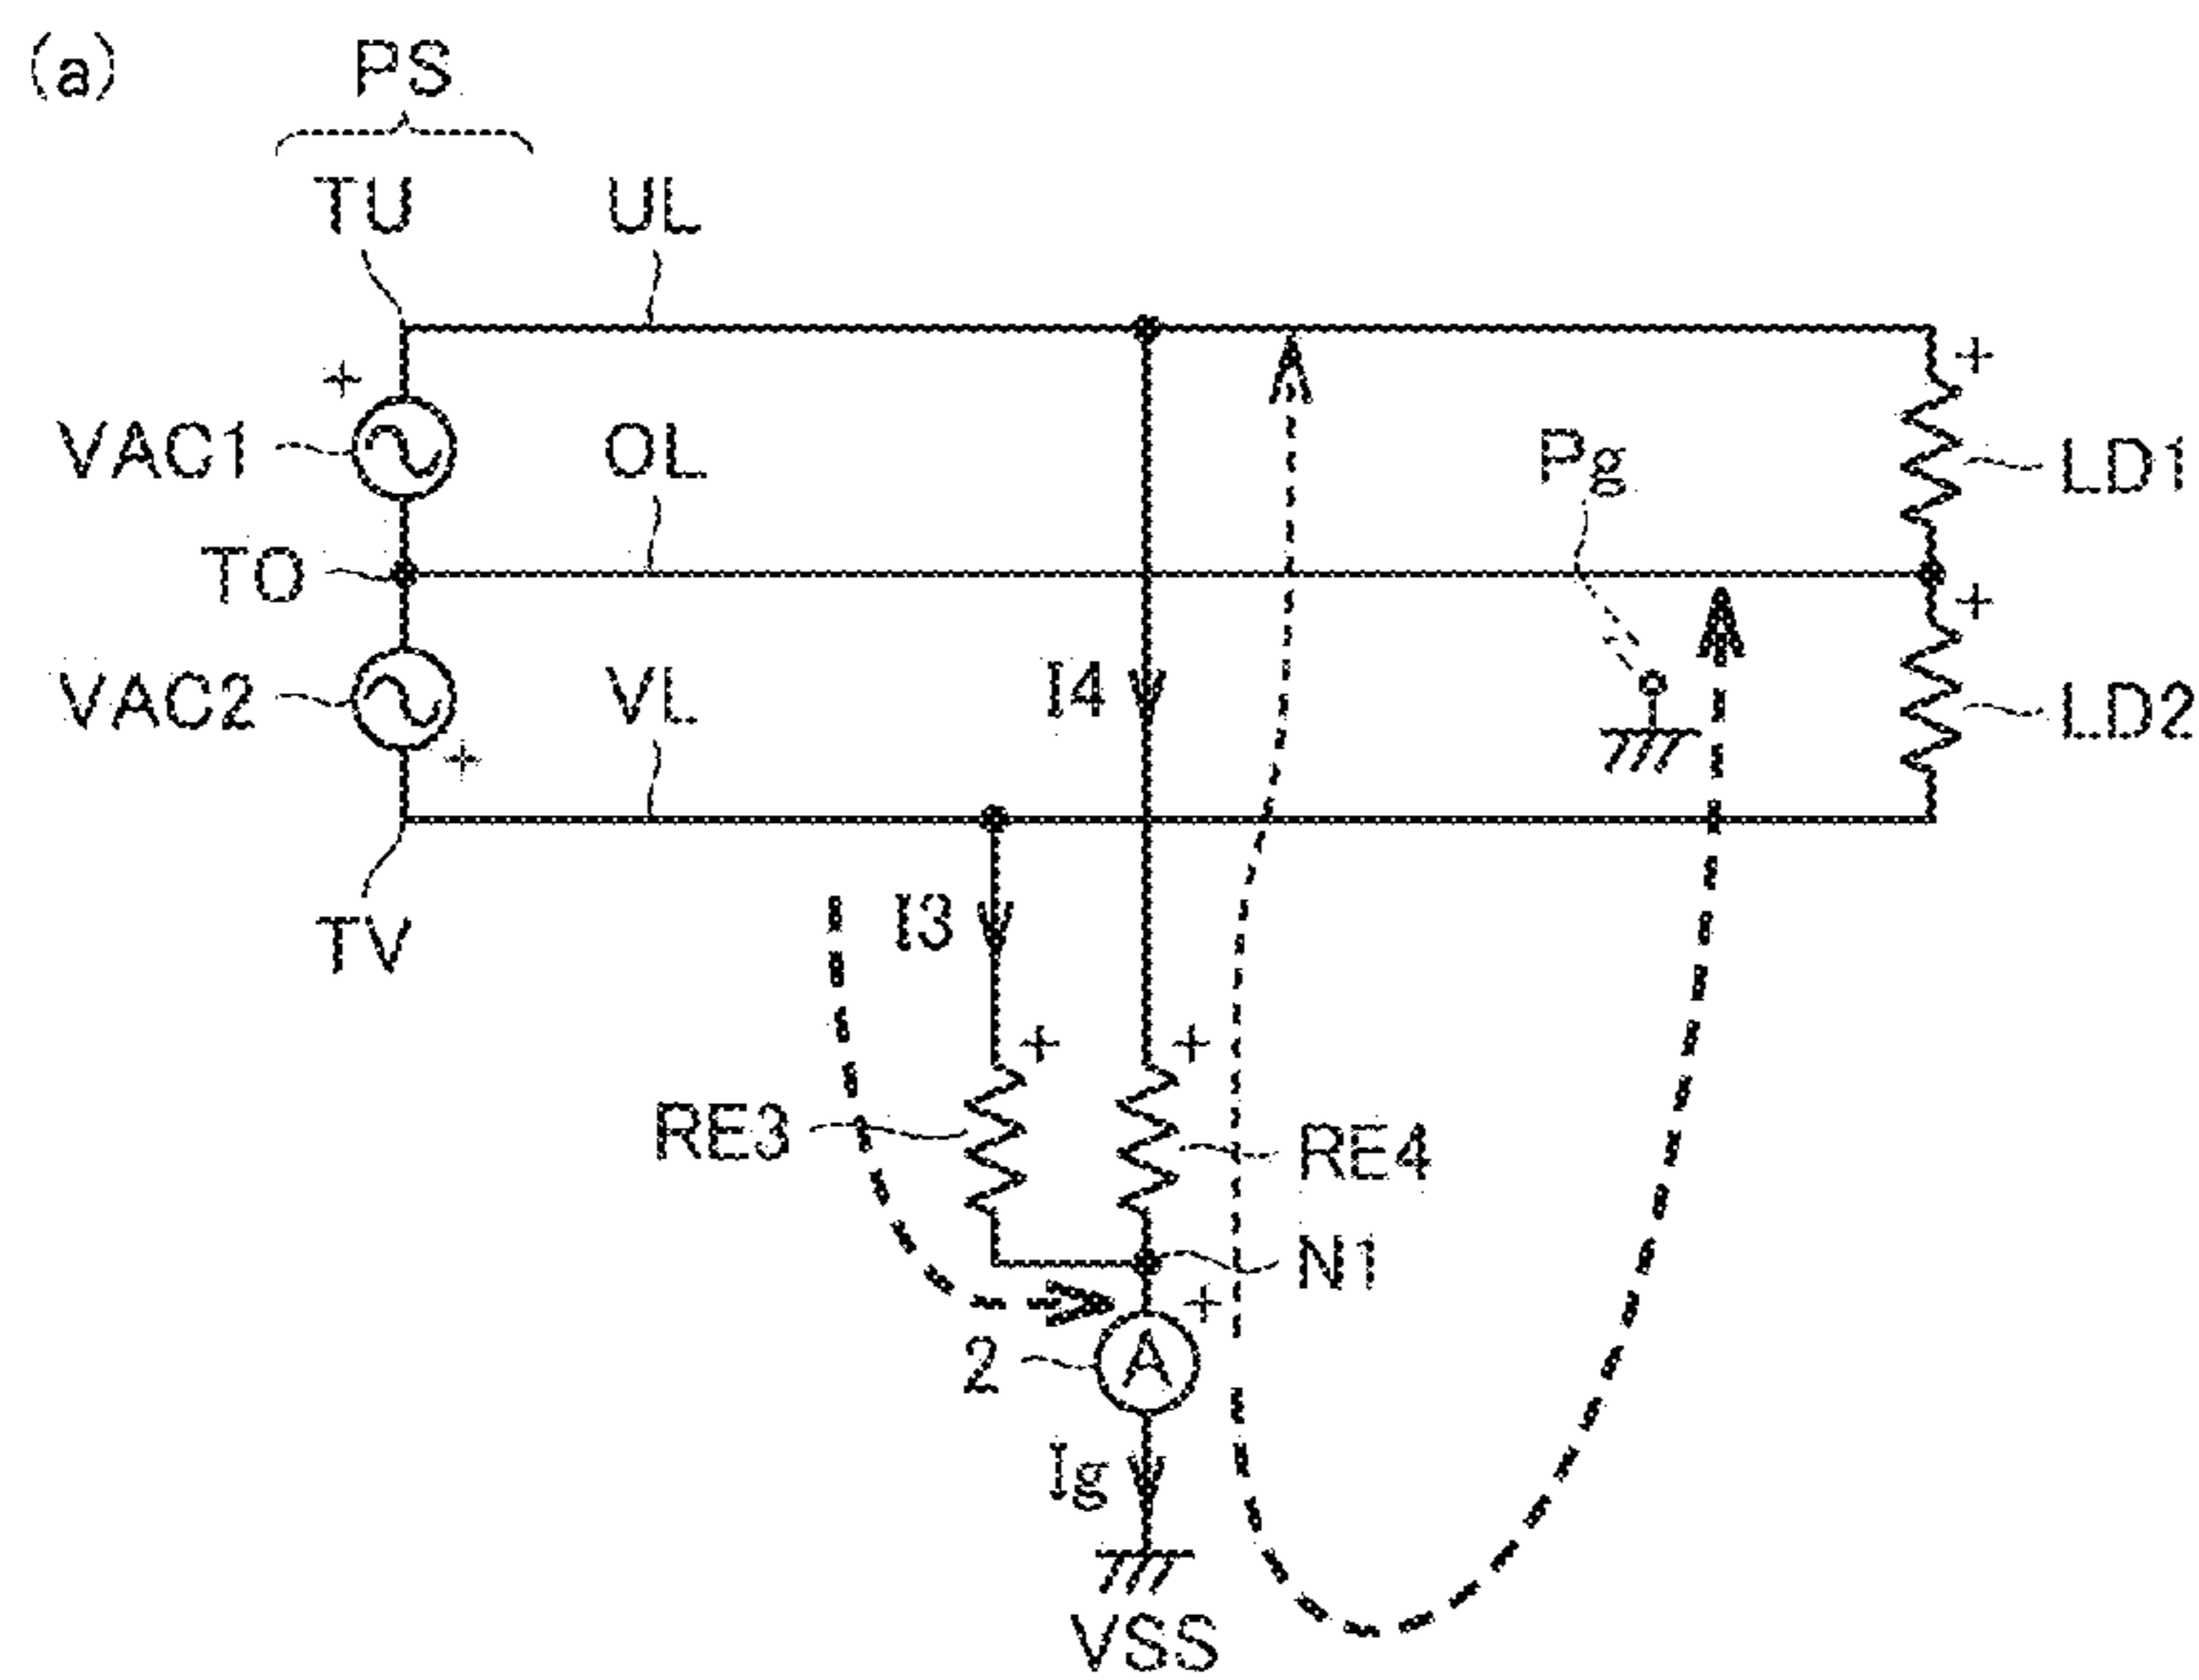 (a)
PS
TU UL
+ +
VAC1 OL Pg LD1
TO +
VAC2 VL I4 LD2
+
TV I3
+ +
RE3 RE4
N1
+
2 A
Ig
VSS